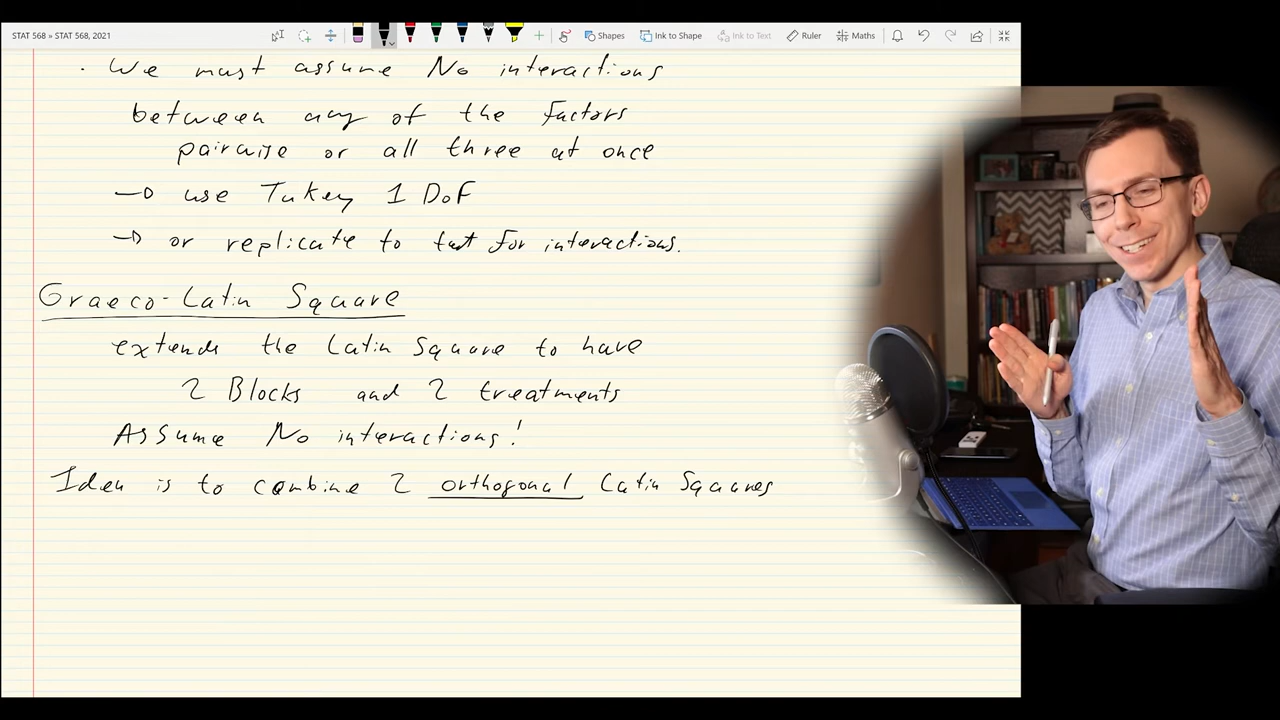 STAT 568 » STAT 568, 2021
Shapes Ink to Shape Ink to Text Ruler Maths
· We must assume No interactions
between any of the factors
pairwise or all three at once
→ use Tukey 1 DoF
→ or replicate to test for interactions.
Graeco-Latin Square
extends the Latin Square to have
2 Blocks and 2 treatments
Assume No interactions!
Idea is to combine 2 orthogonal Latin Squares